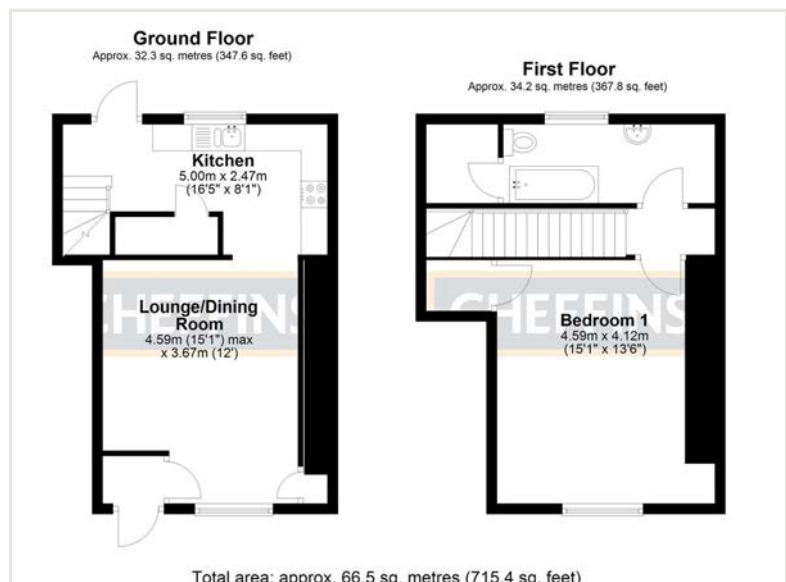 Ground Floor
Approx. 32.3 sq. metres (347.6 sq. feet)
Kitchen
5.00m x 2.47m
(16'5" x 8'1")
CHEFFINS
Lounge/Dining
Room
4.59m (15'1") max
x 3.67m (12')
First Floor
Approx. 34.2 sq. metres (367.8 sq. feet)
CHEFFINS
Bedroom 1
4.59m x 4.12m
(15'1" x 13'6")
Total area: approx. 66.5 sq. metres (715.4 sq. feet)